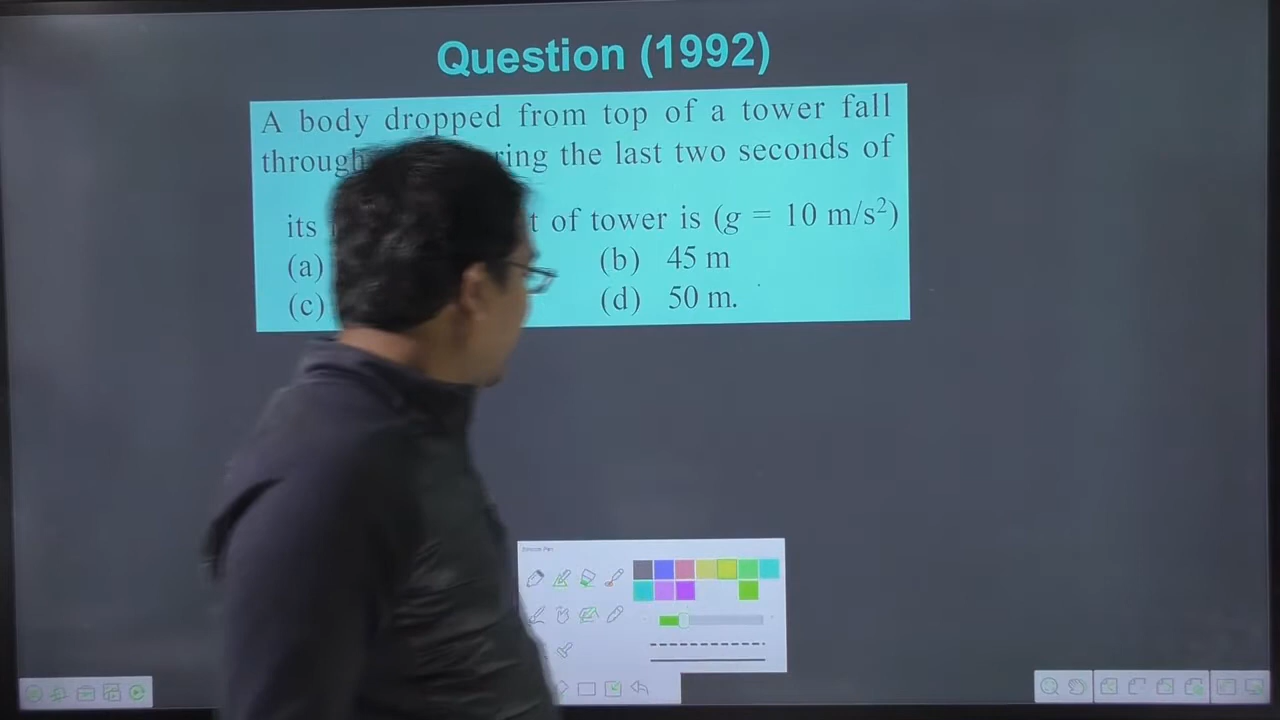 Question (1992)
A body dropped from top of a tower fall
through ring the last two seconds of
its t of tower is (g = 10 m/s²)
(a) (b) 45 m
(c) (d) 50 m.